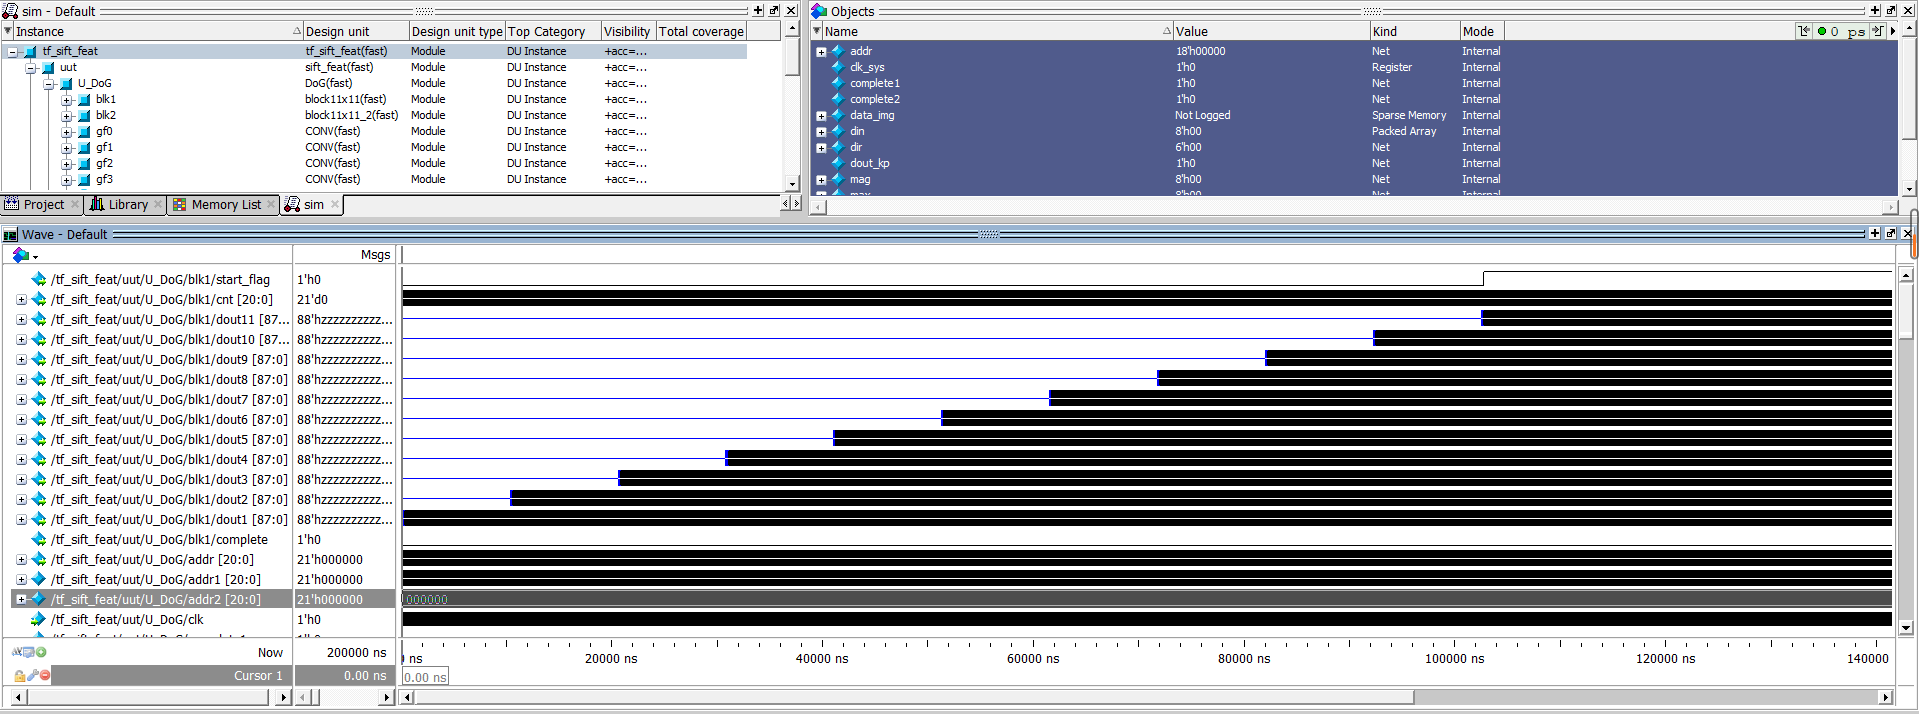 sim - Default
Instance Design unit Design unit type Top Category Visibility Total coverage
tf_sift_feat tf_sift_feat(fast) Module DU Instance +acc=...
uut sift_feat(fast) Module DU Instance +acc=...
U_DoG DoG(fast) Module DU Instance +acc=...
blk1 block11x11(fast) Module DU Instance +acc=...
blk2 block11x11_2(fast) Module DU Instance +acc=...
gf0 CONV(fast) Module DU Instance +acc=...
gf1 CONV(fast) Module DU Instance +acc=...
gf2 CONV(fast) Module DU Instance +acc=...
gf3 CONV(fast) Module DU Instance +acc=...
Project Library Memory List sim
Objects
Name Value Kind Mode 0 ps
addr 18'h00000 Net Internal
clk_sys 1'h0 Register Internal
complete1 1'h0 Net Internal
complete2 1'h0 Net Internal
data_img Not Logged Sparse Memory Internal
din 8'h00 Packed Array Internal
dir 6'h00 Net Internal
dout_kp 1'h0 Net Internal
mag 8'h00 Net Internal
Wave - Default
Msgs
/tf_sift_feat/uut/U_DoG/blk1/start_flag 1'h0
/tf_sift_feat/uut/U_DoG/blk1/cnt [20:0] 21'd0
/tf_sift_feat/uut/U_DoG/blk1/dout11 [87... 88'hzzzzzzzzzz...
/tf_sift_feat/uut/U_DoG/blk1/dout10 [87... 88'hzzzzzzzzzz...
/tf_sift_feat/uut/U_DoG/blk1/dout9 [87:0] 88'hzzzzzzzzzz...
/tf_sift_feat/uut/U_DoG/blk1/dout8 [87:0] 88'hzzzzzzzzzz...
/tf_sift_feat/uut/U_DoG/blk1/dout7 [87:0] 88'hzzzzzzzzzz...
/tf_sift_feat/uut/U_DoG/blk1/dout6 [87:0] 88'hzzzzzzzzzz...
/tf_sift_feat/uut/U_DoG/blk1/dout5 [87:0] 88'hzzzzzzzzzz...
/tf_sift_feat/uut/U_DoG/blk1/dout4 [87:0] 88'hzzzzzzzzzz...
/tf_sift_feat/uut/U_DoG/blk1/dout3 [87:0] 88'hzzzzzzzzzz...
/tf_sift_feat/uut/U_DoG/blk1/dout2 [87:0] 88'hzzzzzzzzzz...
/tf_sift_feat/uut/U_DoG/blk1/dout1 [87:0] 88'hzzzzzzzzzz...
/tf_sift_feat/uut/U_DoG/blk1/complete 1'h0
/tf_sift_feat/uut/U_DoG/addr [20:0] 21'h000000
/tf_sift_feat/uut/U_DoG/addr1 [20:0] 21'h000000
/tf_sift_feat/uut/U_DoG/addr2 [20:0] 21'h000000 000000
/tf_sift_feat/uut/U_DoG/clk 1'h0
Now 200000 ns ns 20000 ns 40000 ns 60000 ns 80000 ns 100000 ns 120000 ns 140000
Cursor 1 0.00 ns 0.00 ns